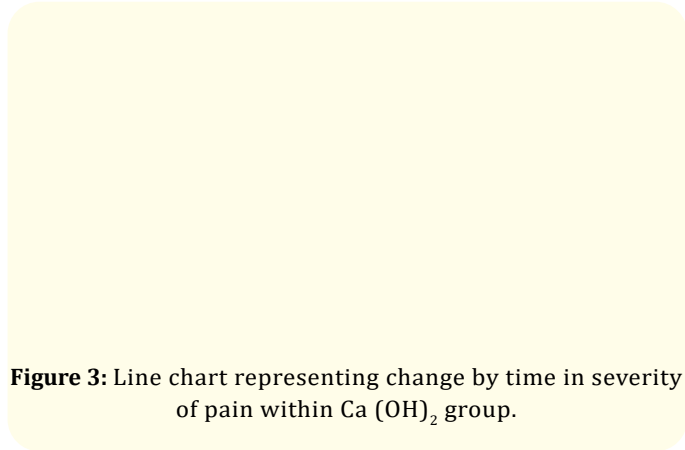 Figure 3: Line chart representing change by time in severity
of pain within Ca (OH)₂ group.